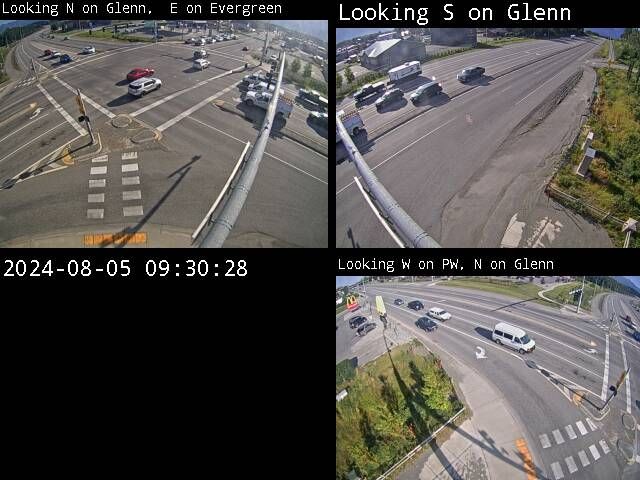 Looking N on Glenn,  E on Evergreen
Looking S on Glenn
2024-08-05 09:30:28
Looking W on PW, N on Glenn